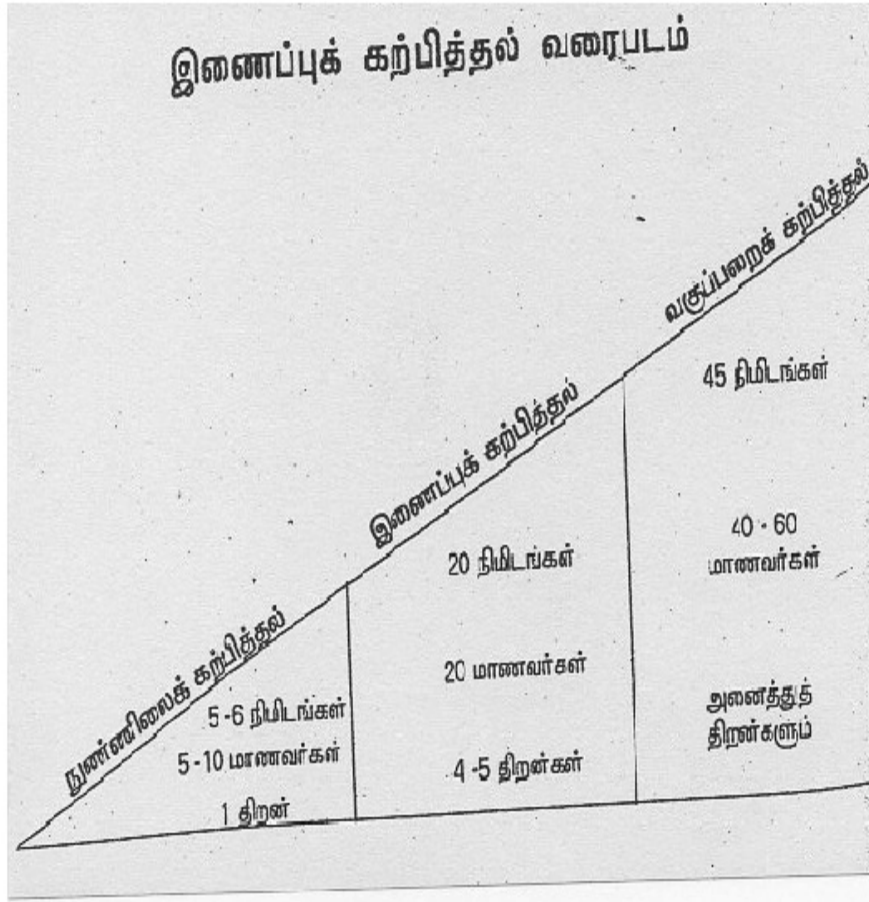 இணைப்புக் கற்பித்தல் வரைபடம்
நுண்ணிலைக் கற்பித்தல்
5-6 நிமிடங்கள்
5-10 மாணவர்கள்
1 திறன்
இணைப்புக் கற்பித்தல்
20 நிமிடங்கள்
20 மாணவர்கள்
4-5 திறன்கள்
வகுப்பறைக் கற்பித்தல்
45 நிமிடங்கள்
40 - 60
மாணவர்கள்
அனைத்துத்
திறன்களும்